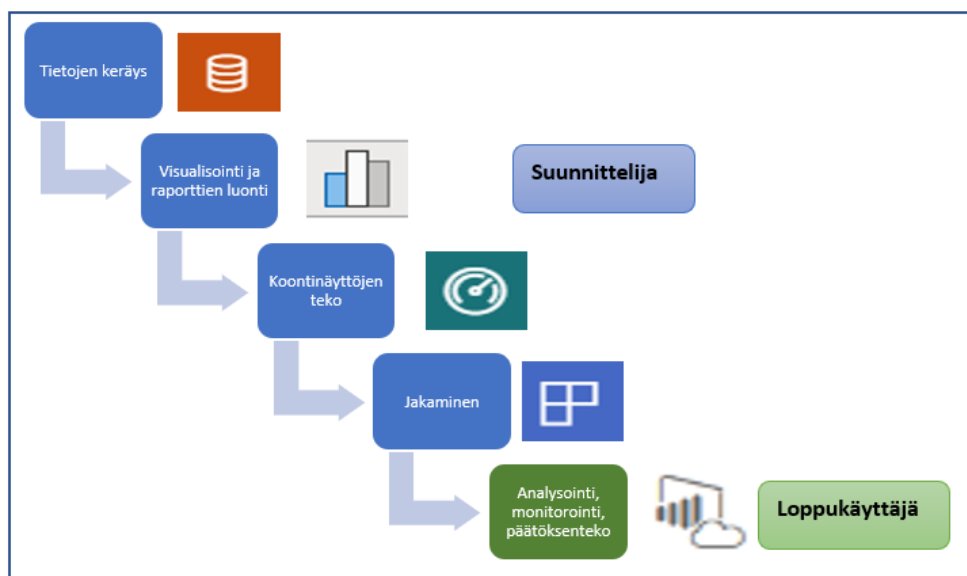 Tietojen keräys
Visualisointi ja
raporttien luonti
Suunnittelija
Koontinäyttöjen
teko
Jakaminen
Analysointi,
monitorointi,
päätöksenteko
Loppukäyttäjä